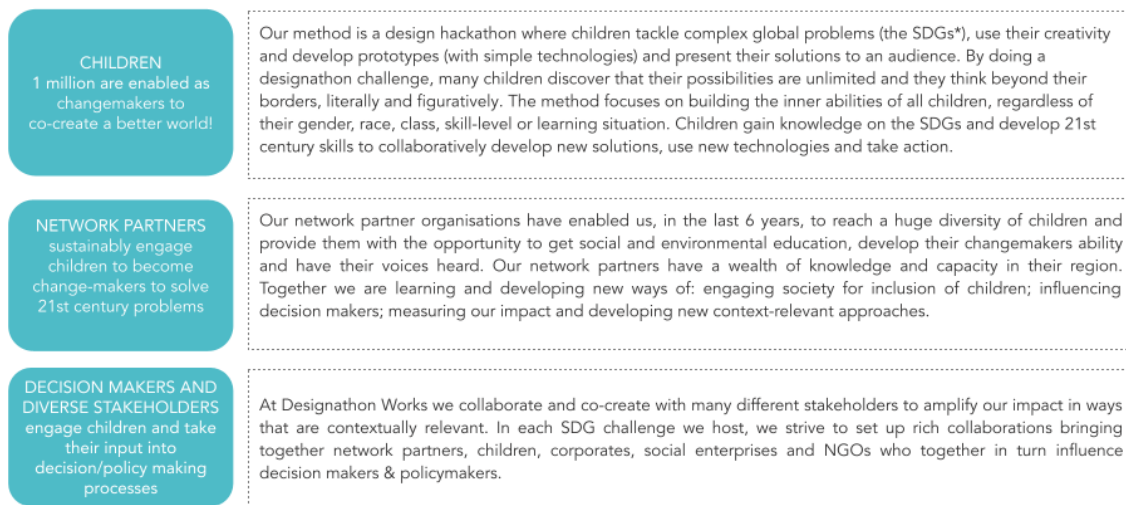 CHILDREN
1 million are enabled as
changemakers to
co-create a better world!
Our method is a design hackathon where children tackle complex global problems (the SDGs*), use their creativity
and develop prototypes (with simple technologies) and present their solutions to an audience. By doing a
designathon challenge, many children discover that their possibilities are unlimited and they think beyond their
borders, literally and figuratively. The method focuses on building the inner abilities of all children, regardless of
their gender, race, class, skill-level or learning situation. Children gain knowledge on the SDGs and develop 21st
century skills to collaboratively develop new solutions, use new technologies and take action.
NETWORK PARTNERS
sustainably engage
children to become
change-makers to solve
21st century problems
Our network partner organisations have enabled us, in the last 6 years, to reach a huge diversity of children and
provide them with the opportunity to get social and environmental education, develop their changemakers ability
and have their voices heard. Our network partners have a wealth of knowledge and capacity in their region.
Together we are learning and developing new ways of: engaging society for inclusion of children; influencing
decision makers; measuring our impact and developing new context-relevant approaches.
DECISION MAKERS AND
DIVERSE STAKEHOLDERS
engage children and take
their input into
decision/policy making
processes
At Designathon Works we collaborate and co-create with many different stakeholders to amplify our impact in ways
that are contextually relevant. In each SDG challenge we host, we strive to set up rich collaborations bringing
together network partners, children, corporates, social enterprises and NGOs who together in turn influence
decision makers & policymakers.